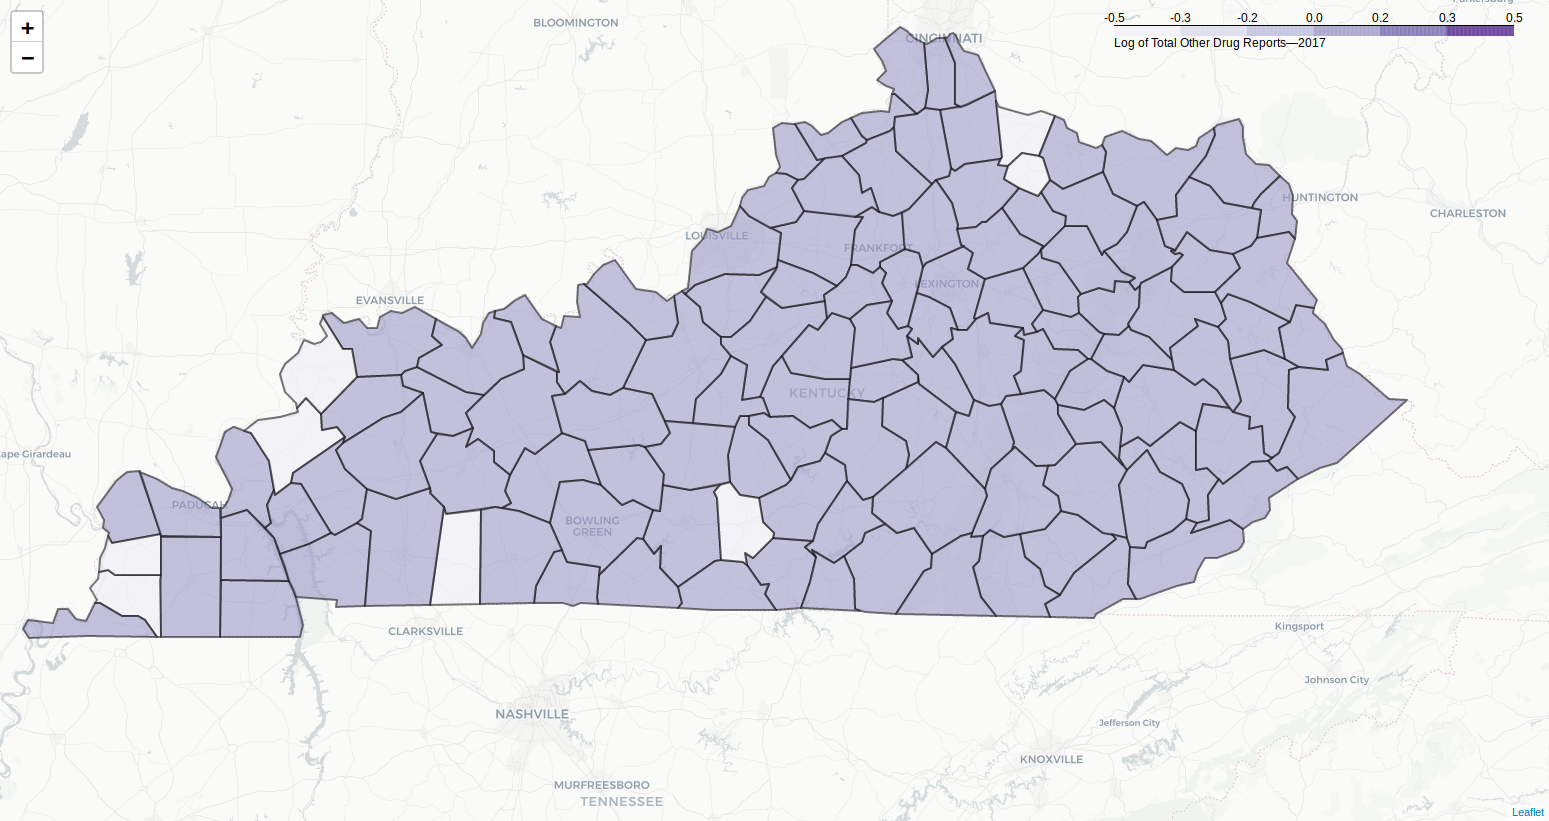 +
−
BLOOMINGTON
CINCINNATI
Parkersburg
-0.5 -0.3 -0.2 0.0 0.2 0.3 0.5
Log of Total Other Drug Reports—2017
HUNTINGTON
CHARLESTON
LOUISVILLE
FRANKFORT
LEXINGTON
EVANSVILLE
KENTUCKY
Cape Girardeau
PADUCAH
BOWLING
GREEN
CLARKSVILLE
Kingsport
Johnson City
NASHVILLE
Jefferson City
KNOXVILLE
MURFREESBORO
TENNESSEE
Leaflet